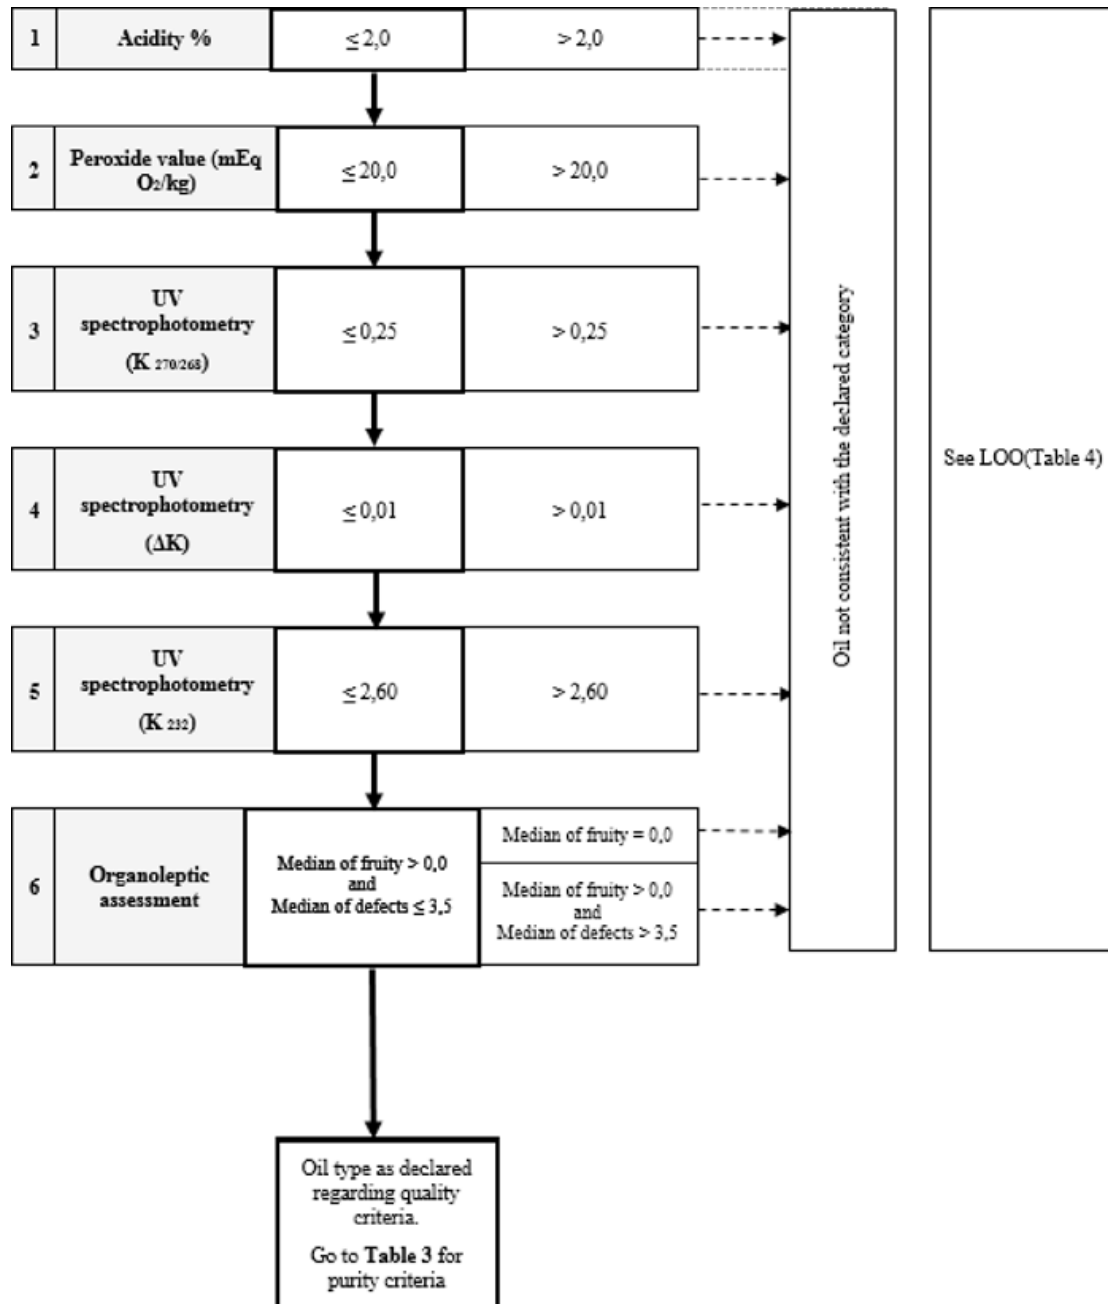 1
Acidity %
≤ 2,0
> 2,0
2
Peroxide value (mEq
O2/kg)
≤ 20,0
> 20,0
3
UV
spectrophotometry
(K 270/268)
≤ 0,25
> 0,25
4
UV
spectrophotometry
(ΔK)
≤ 0,01
> 0,01
5
UV
spectrophotometry
(K 232)
≤ 2,60
> 2,60
6
Organoleptic
assessment
Median of fruity > 0,0
and
Median of defects ≤ 3,5
Median of fruity = 0,0
Median of fruity > 0,0
and
Median of defects > 3,5
Oil not consistent with the declared category
See LOO(Table 4)
Oil type as declared
regarding quality
criteria.
Go to Table 3 for
purity criteria